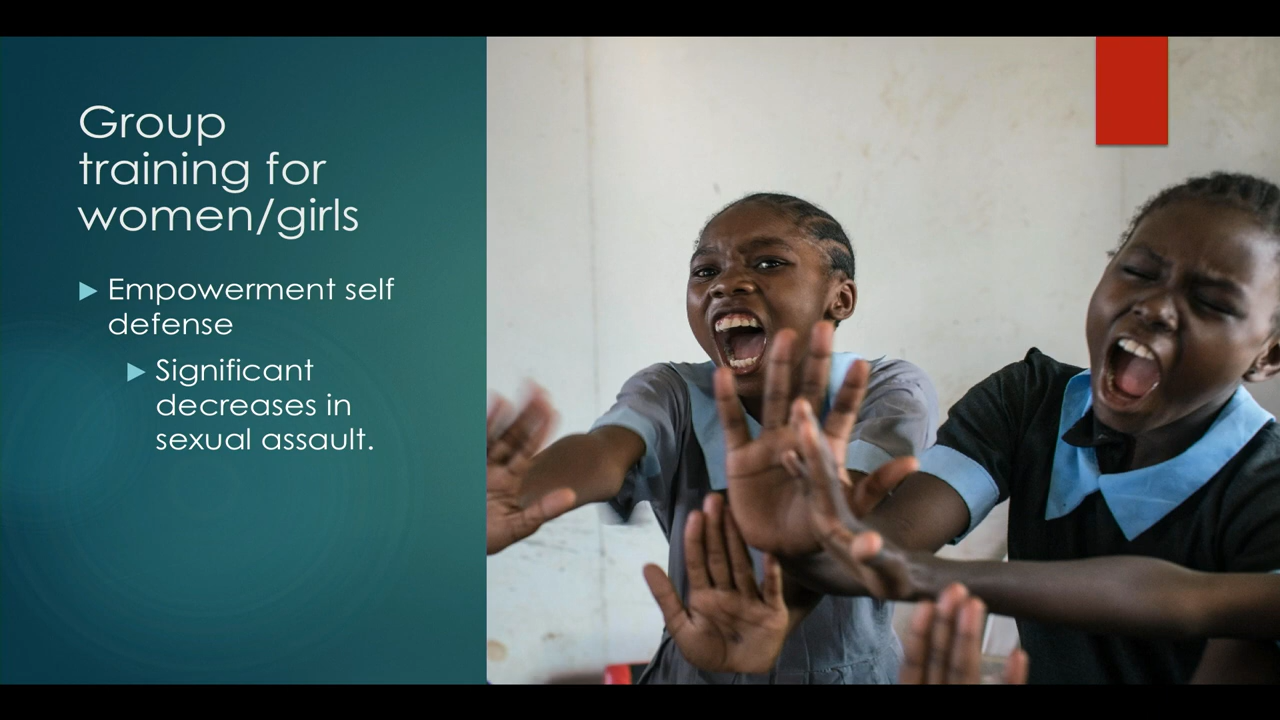 Group
training for
women/girls
Empowerment self
defense
Significant
decreases in
sexual assault.